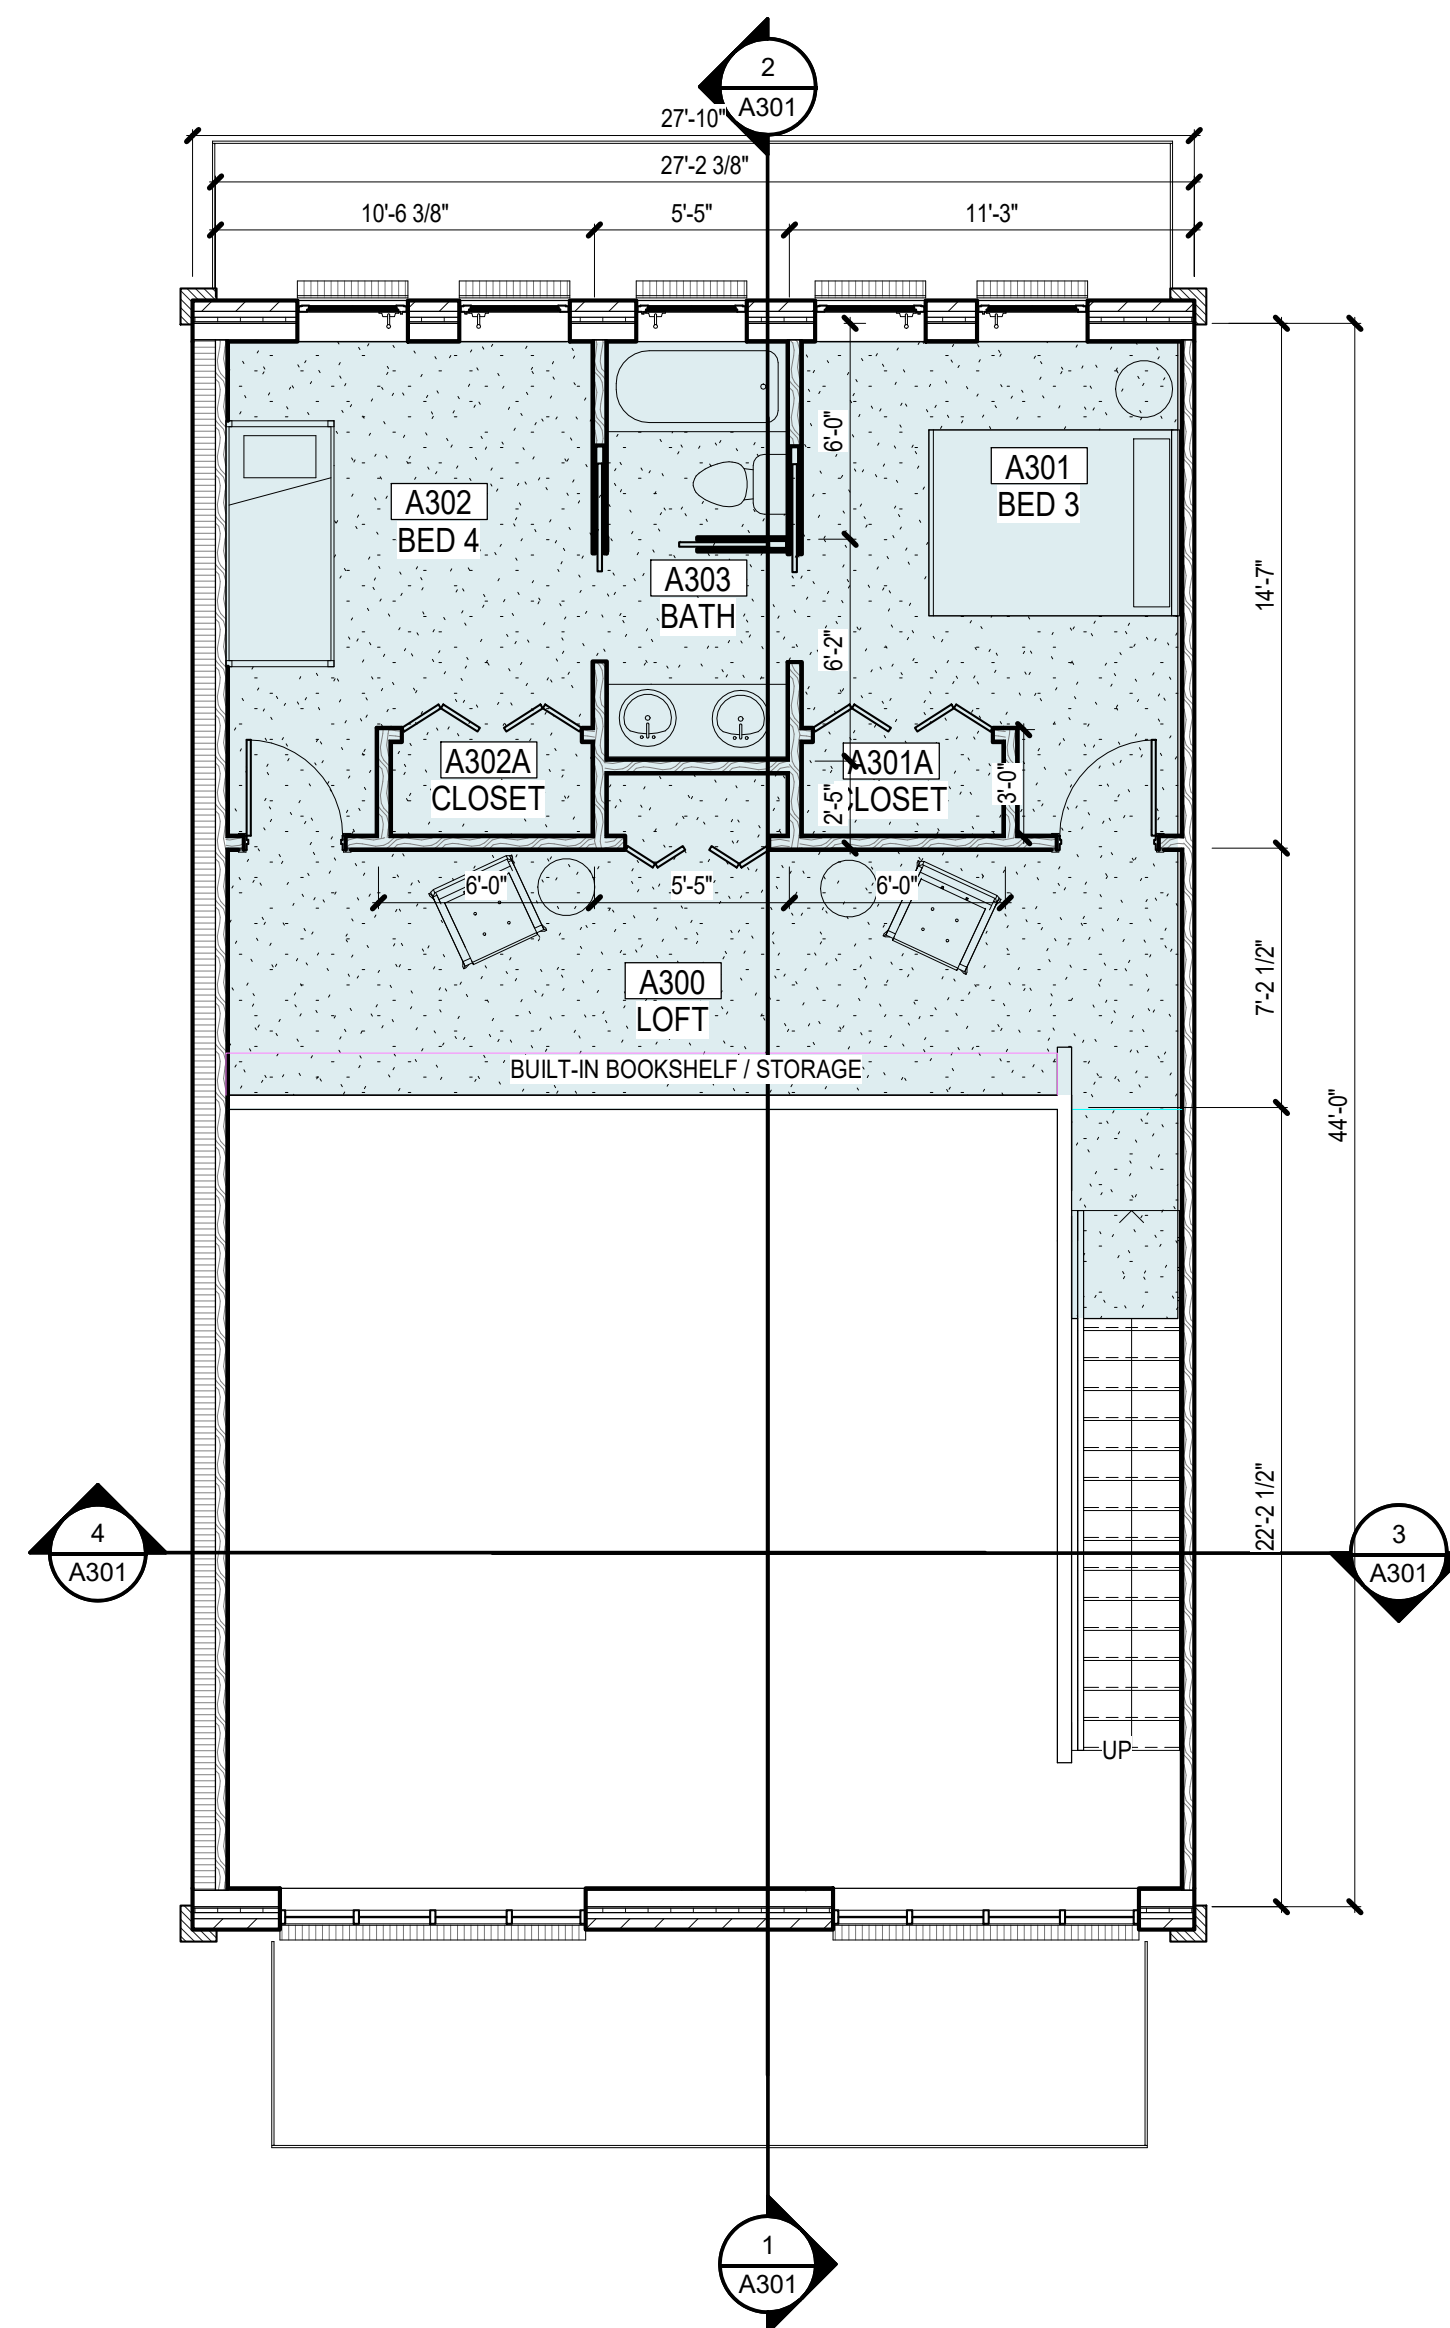 2
A301
27'-10"
27'-2 3/8"
10'-6 3/8"
5'-5"
11'-3"
6'-0"
A301
BED 3
A302
BED 4
A303
BATH
14'-7"
6'-2"
A302A
CLOSET
A301A
CLOSET
3'-0"
2'-5"
6'-0"
5'-5"
6'-0"
A300
LOFT
7'-2 1/2"
BUILT-IN BOOKSHELF / STORAGE
44'-0"
22'-2 1/2"
4
A301
3
A301
UP
1
A301